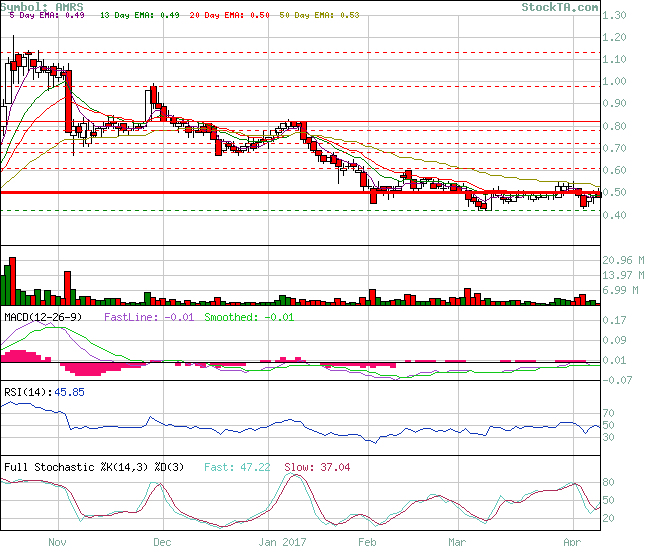 Symbol: AMRS StockTA.com
5 Day EMA: 0.49 13 Day EMA: 0.49 20 Day EMA: 0.50 50 Day EMA: 0.53
1.30
1.20
1.10
1.00
0.90
0.80
0.70
0.60
0.50
0.40
20.96 M
13.97 M
6.99 M
MACD(12-26-9) FastLine: -0.01 Smoothed: -0.01
0.17
0.09
0.01
-0.07
RSI(14):45.85
70
50
30
Full Stochastic %K(14,3) %D(3) Fast: 47.22 Slow: 37.04
80
50
20
Nov Dec Jan 2017 Feb Mar Apr